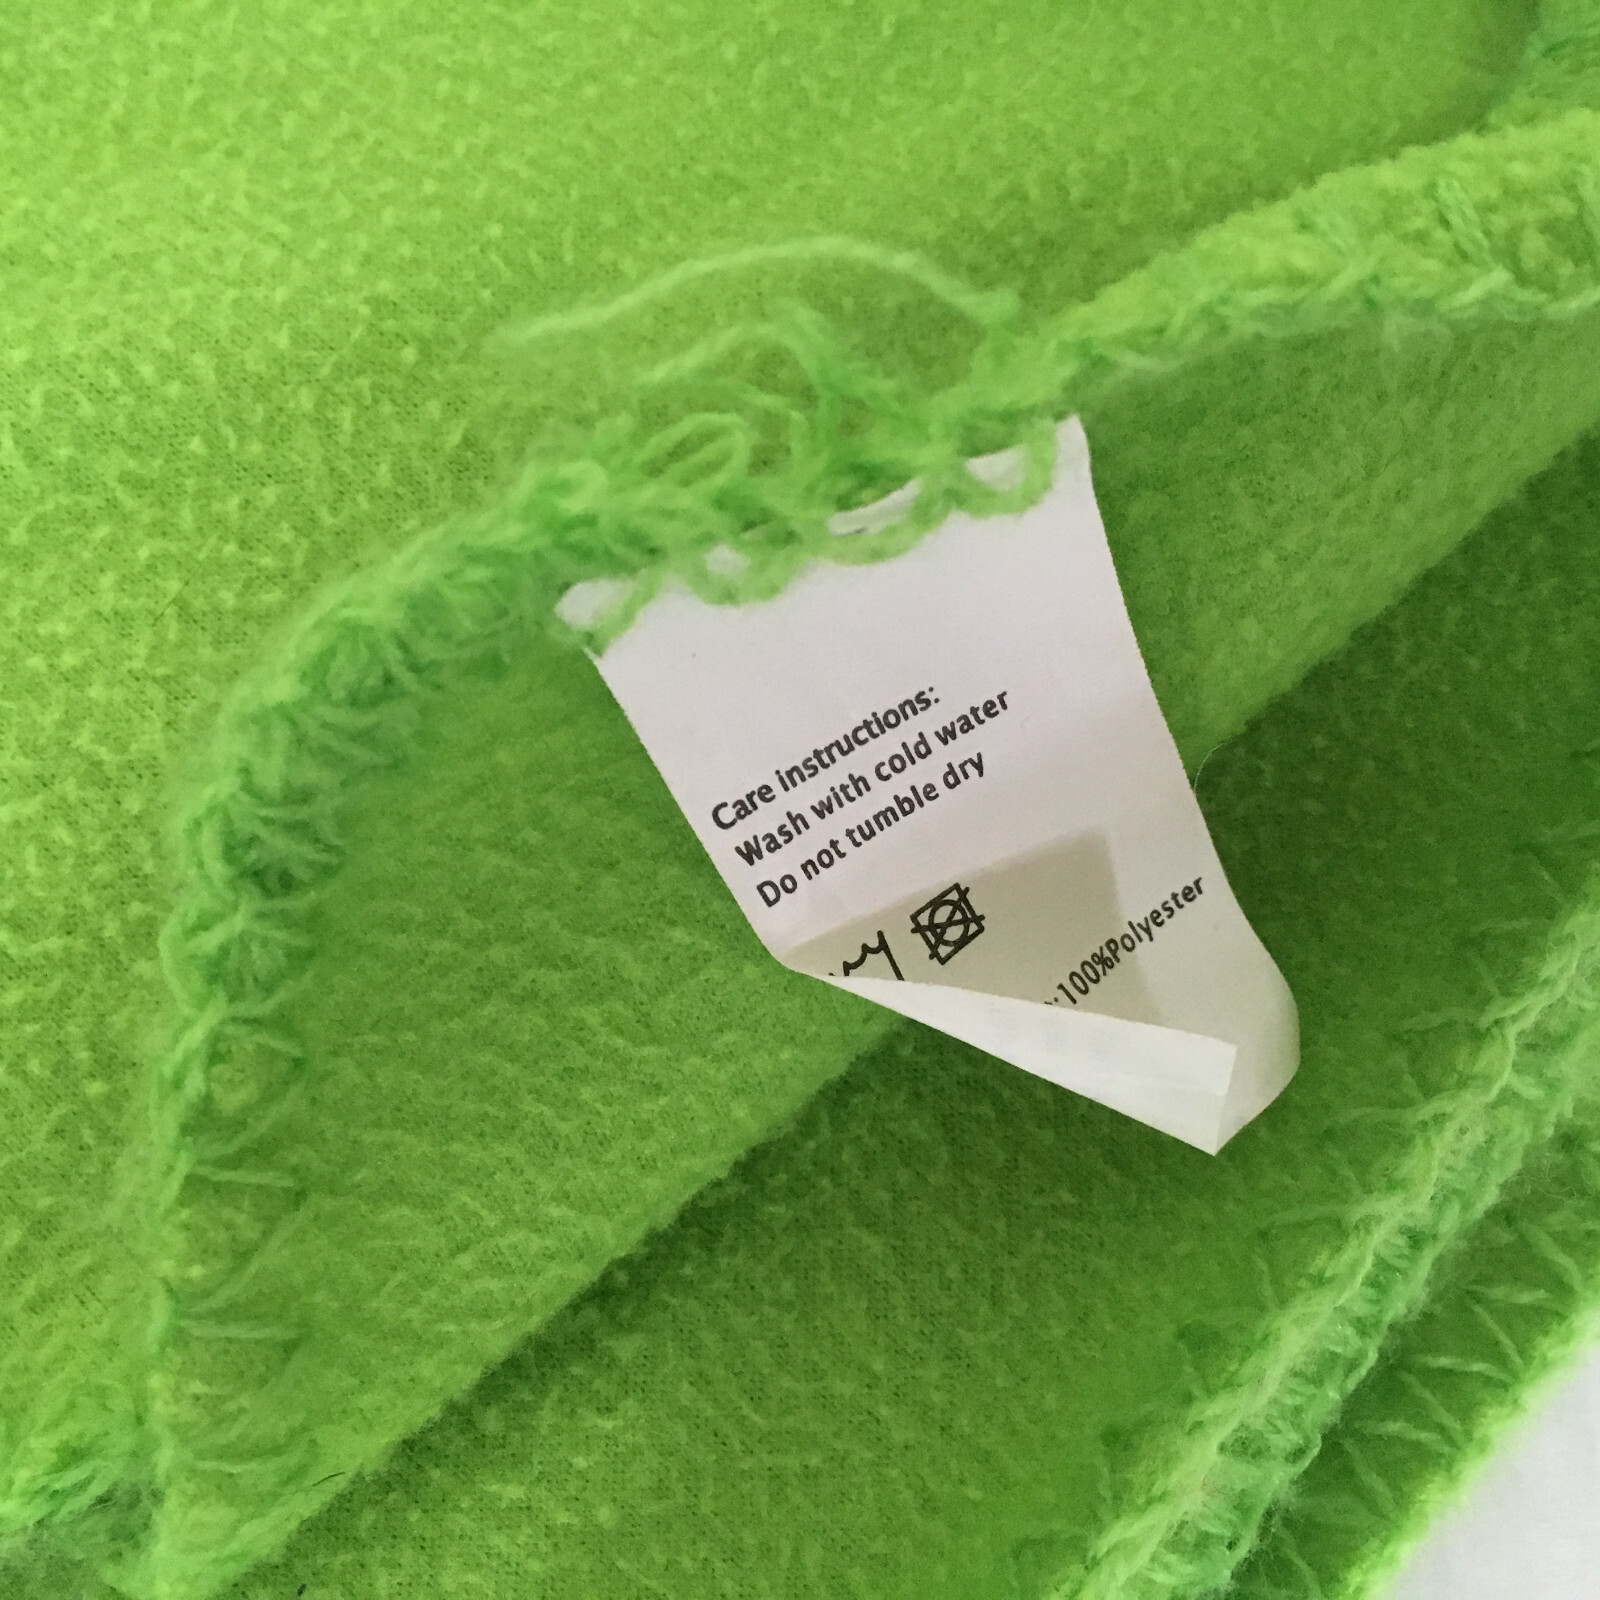 Care instructions:
Wash with cold water
Do not tumble dry
100%Polyester